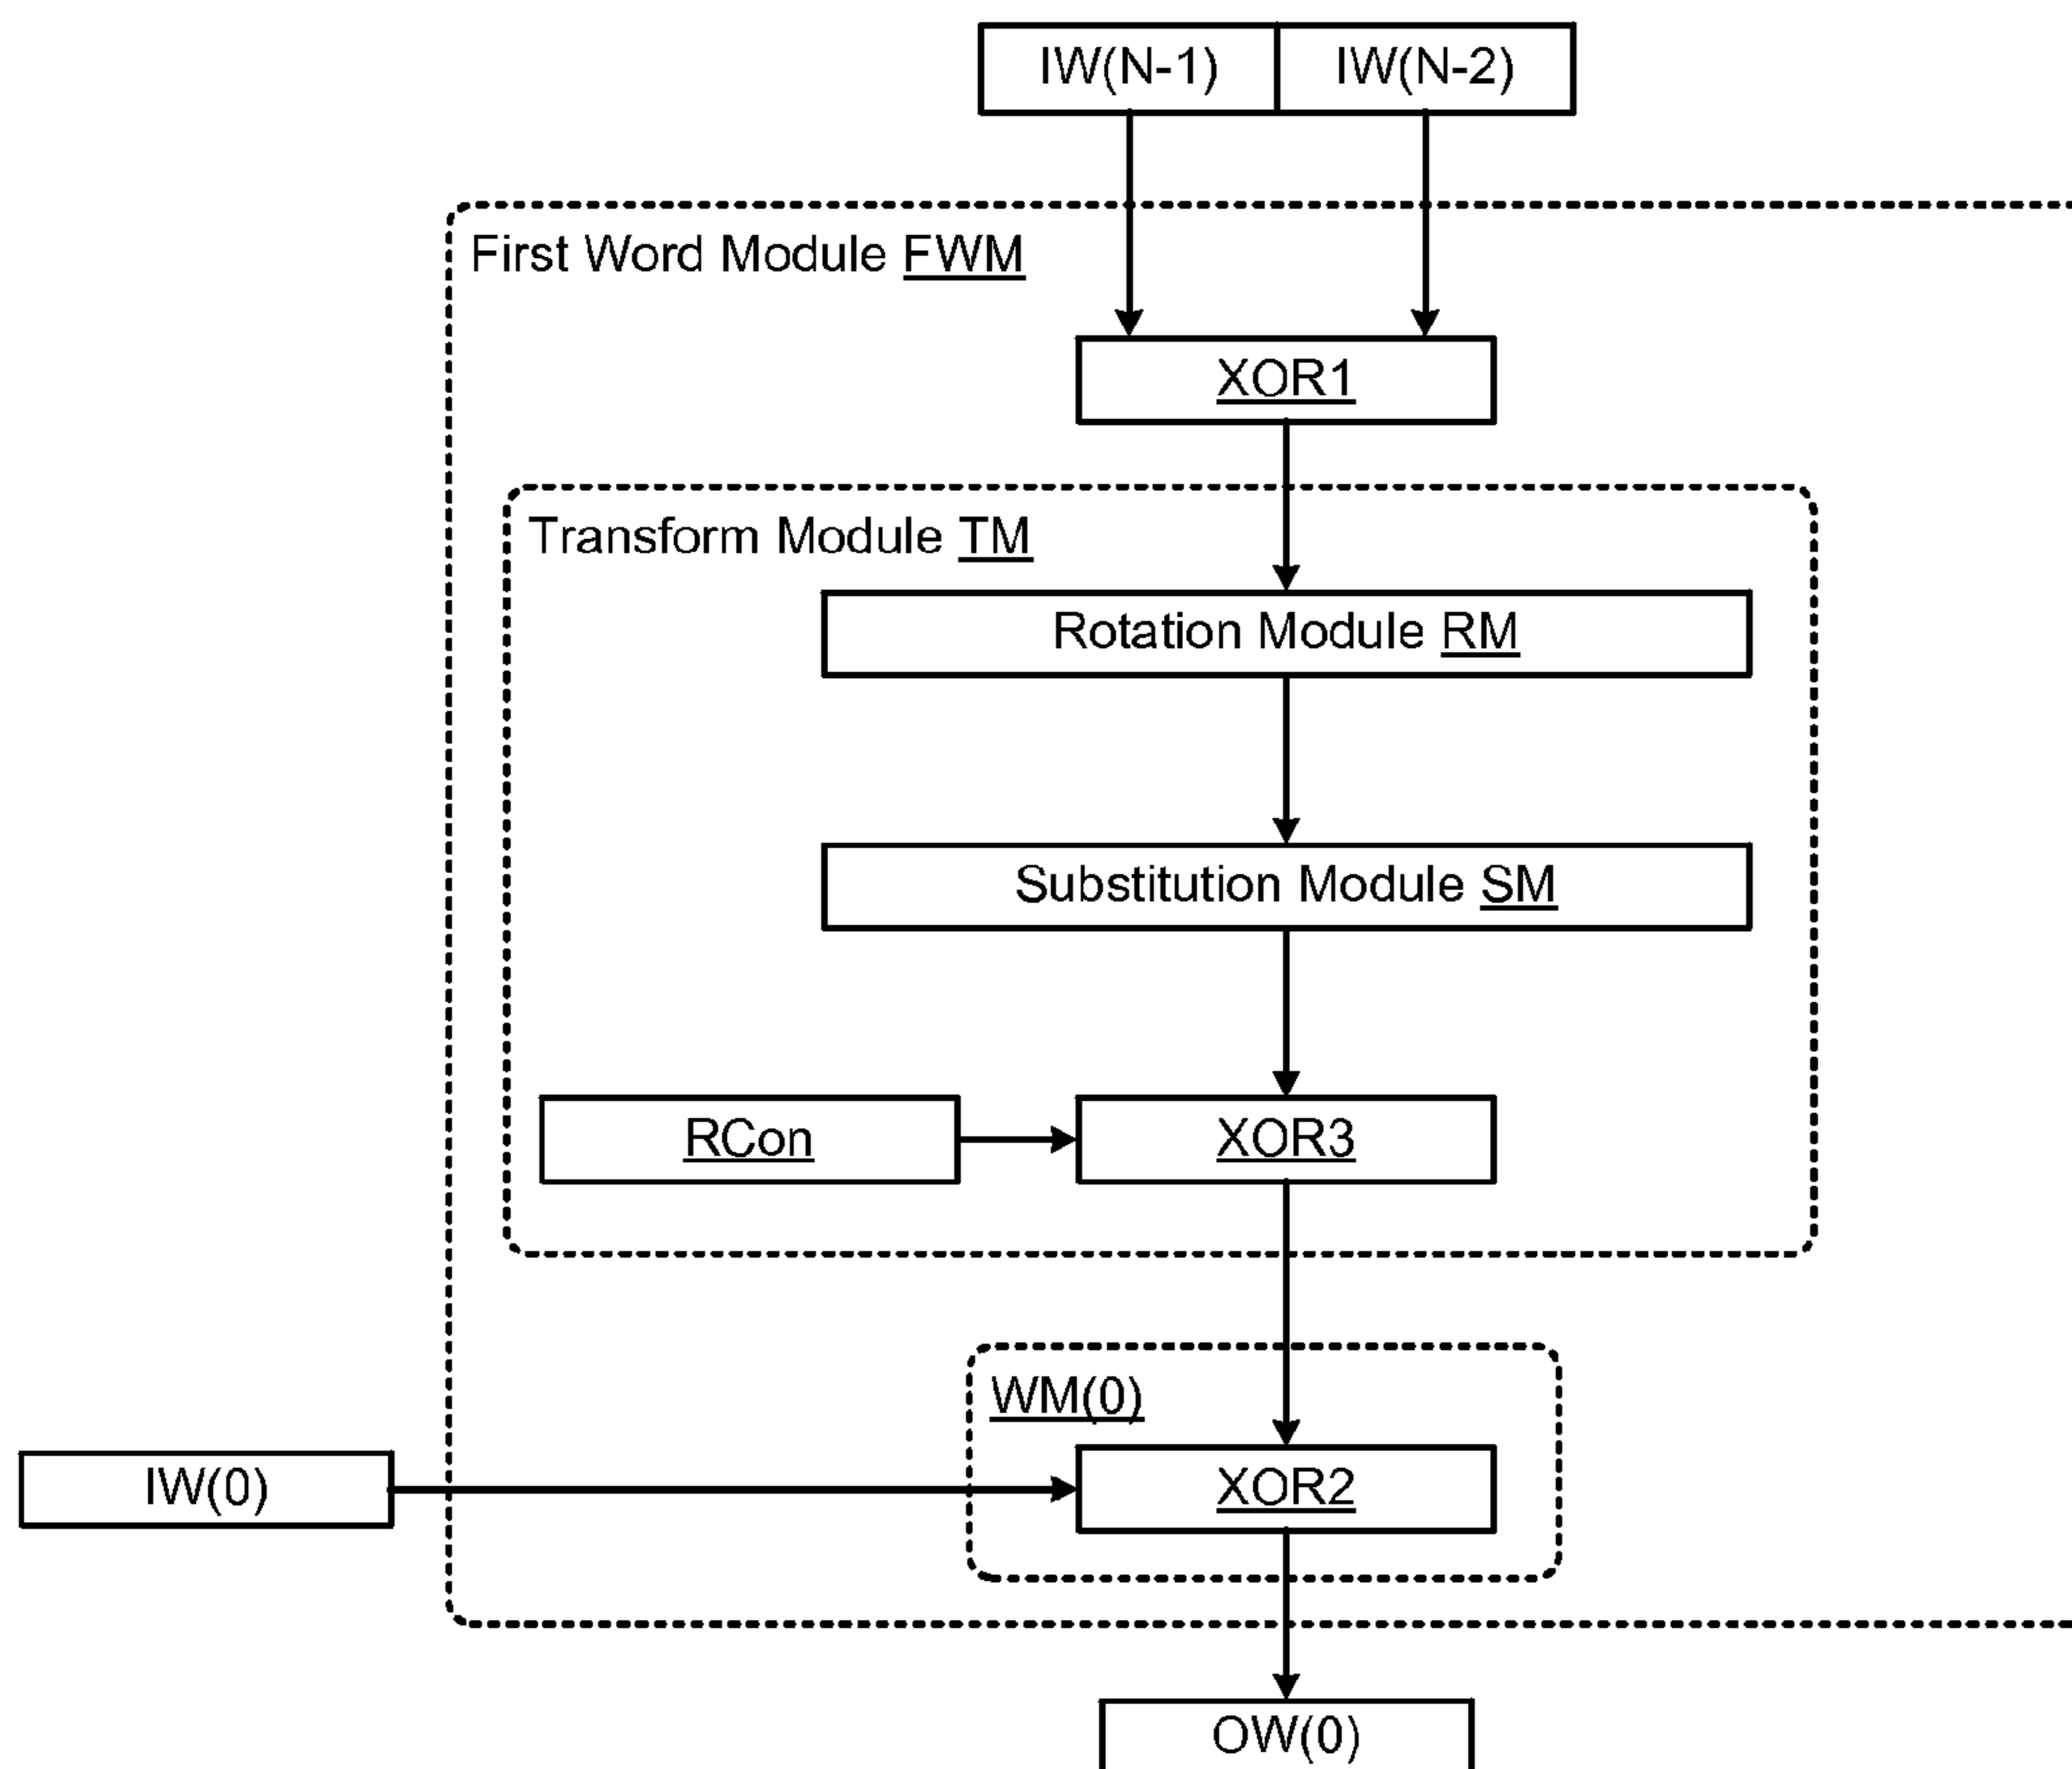 IW(N-1) IW(N-2)
First Word Module FWM
XOR1
Transform Module TM
Rotation Module RM
Substitution Module SM
RCon XOR3
WM(0)
IW(0) XOR2
OW(0)